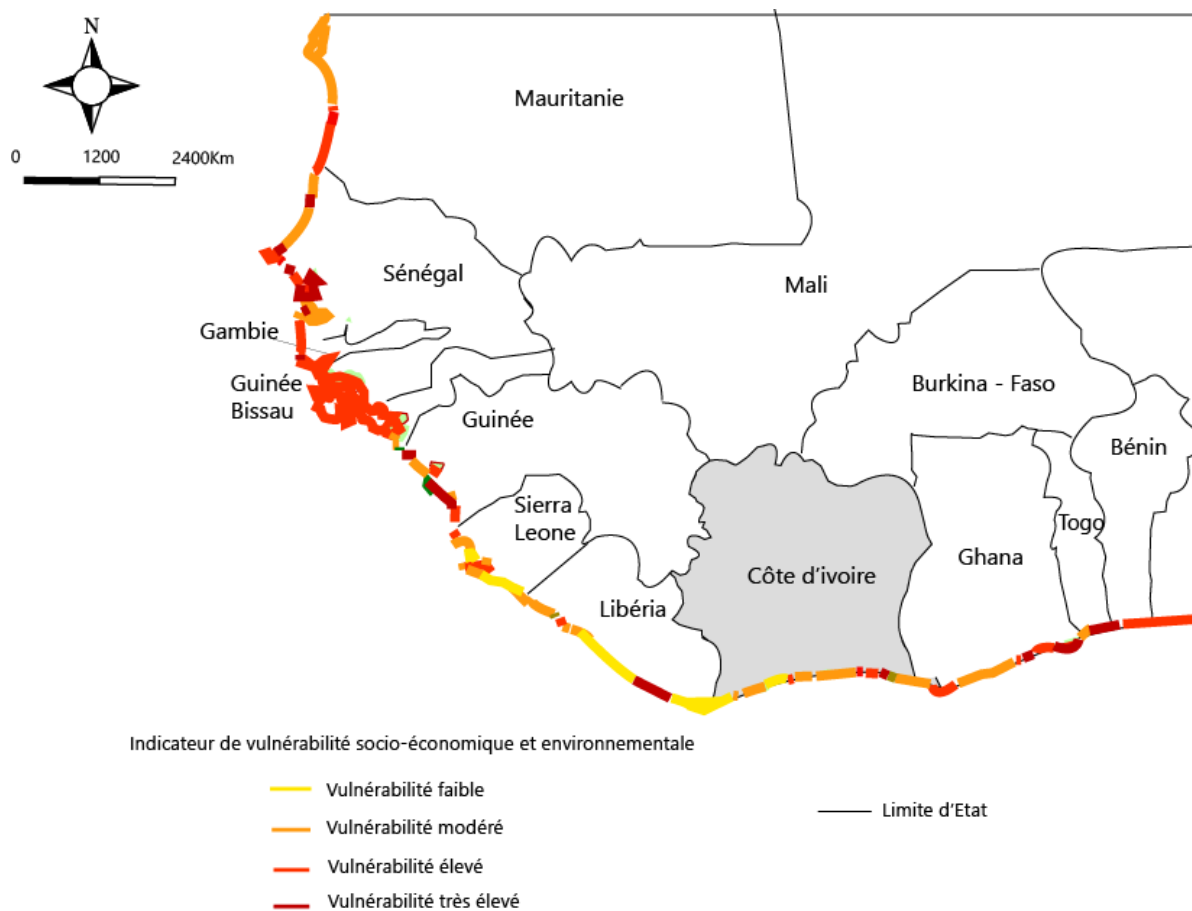 N
0 1200 2400Km
Mauritanie
Sénégal
Mali
Gambie
Guinée
Bissau
Guinée
Burkina - Faso
Bénin
Sierra
Leone
Togo
Ghana
Côte d'ivoire
Libéria
Indicateur de vulnérabilité socio-économique et environnementale
Vulnérabilité faible
Limite d'Etat
Vulnérabilité modéré
Vulnérabilité élevé
Vulnérabilité très élevé